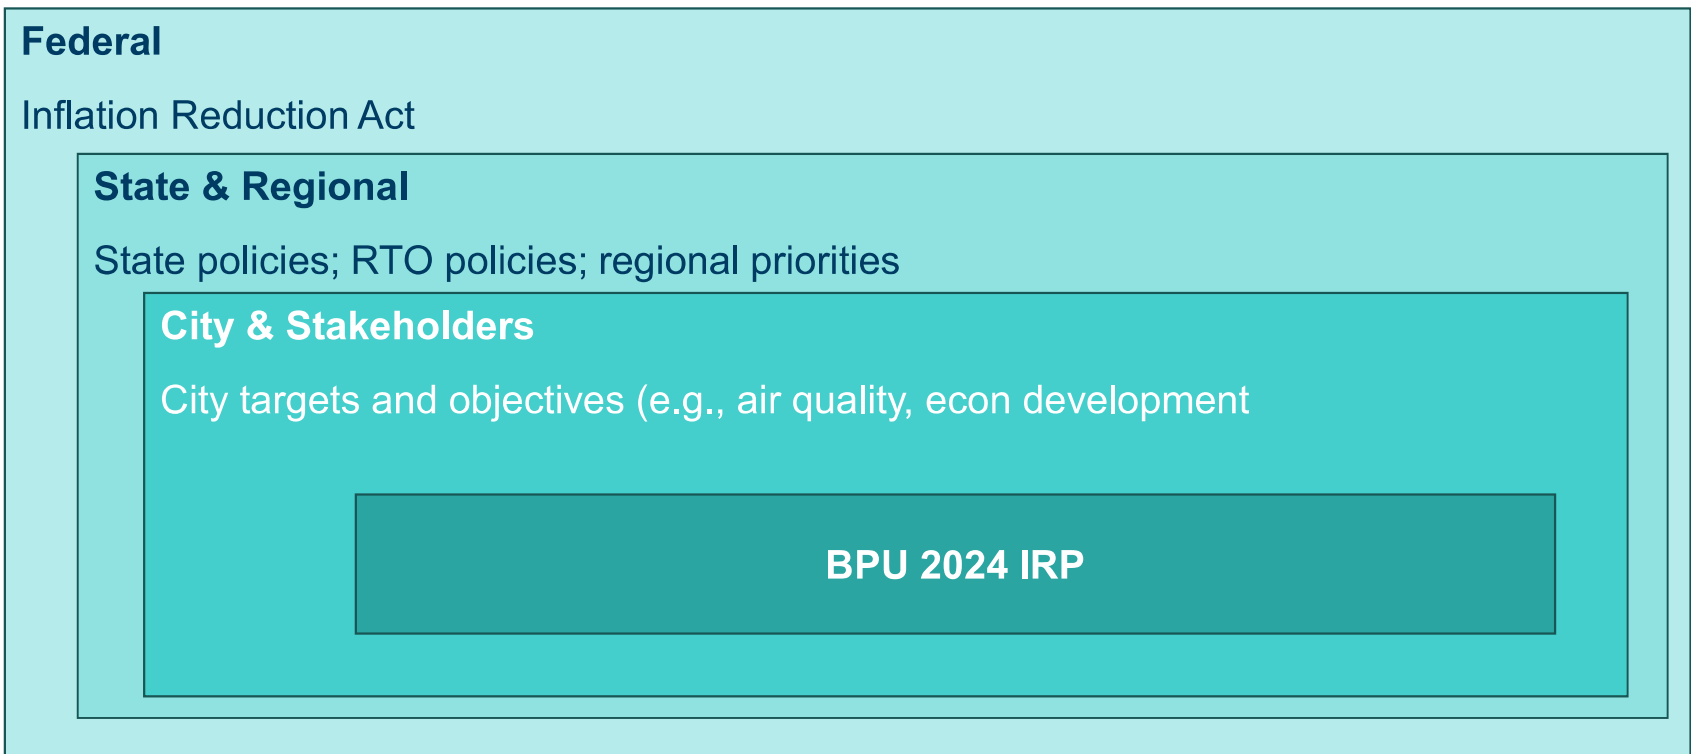 Federal
Inflation Reduction Act
State & Regional
State policies; RTO policies; regional priorities
City & Stakeholders
City targets and objectives (e.g., air quality, econ development
BPU 2024 IRP